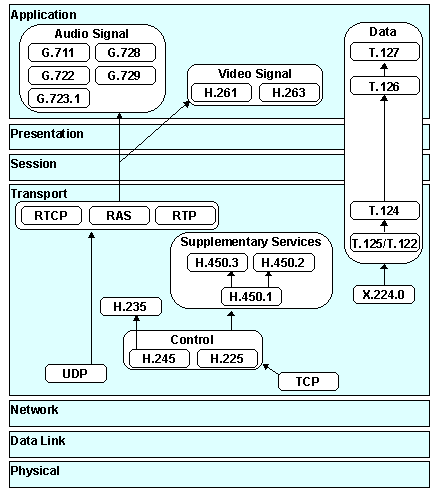 Application
Audio Signal
G.711 G.728
G.722 G.729
G.723.1
Video Signal
H.261 H.263
Data
T.127
T.126
Presentation
Session
Transport
RTCP RAS RTP
T.124
T.125/T.122
Supplementary Services
H.450.3 H.450.2
H.450.1
X.224.0
H.235
Control
H.245 H.225
UDP
TCP
Network
Data Link
Physical